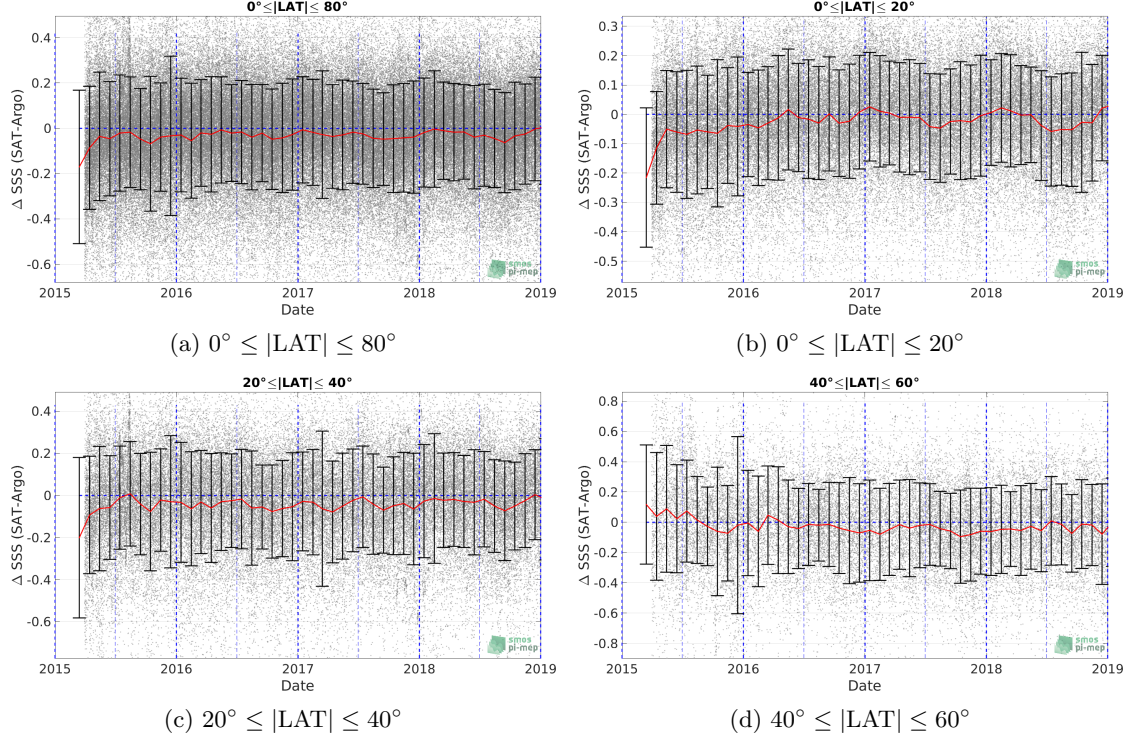 0°≤|LAT|≤ 80°
0.4
0.2
0
-0.2
-0.4
-0.6
Δ SSS (SAT-Argo)
2015
2016
2017
2018
2019
Date
smos
pi-mep
(a) 0° ≤ |LAT| ≤ 80°
0°≤|LAT|≤ 20°
0.3
0.2
0.1
0
-0.1
-0.2
-0.3
-0.4
-0.5
Δ SSS (SAT-Argo)
2015
2016
2017
2018
2019
Date
smos
pi-mep
(b) 0° ≤ |LAT| ≤ 20°
20°≤|LAT|≤ 40°
0.4
0.2
0
-0.2
-0.4
-0.6
Δ SSS (SAT-Argo)
2015
2016
2017
2018
2019
Date
smos
pi-mep
(c) 20° ≤ |LAT| ≤ 40°
40°≤|LAT|≤ 60°
0.8
0.6
0.4
0.2
0
-0.2
-0.4
-0.6
-0.8
Δ SSS (SAT-Argo)
2015
2016
2017
2018
2019
Date
smos
pi-mep
(d) 40° ≤ |LAT| ≤ 60°